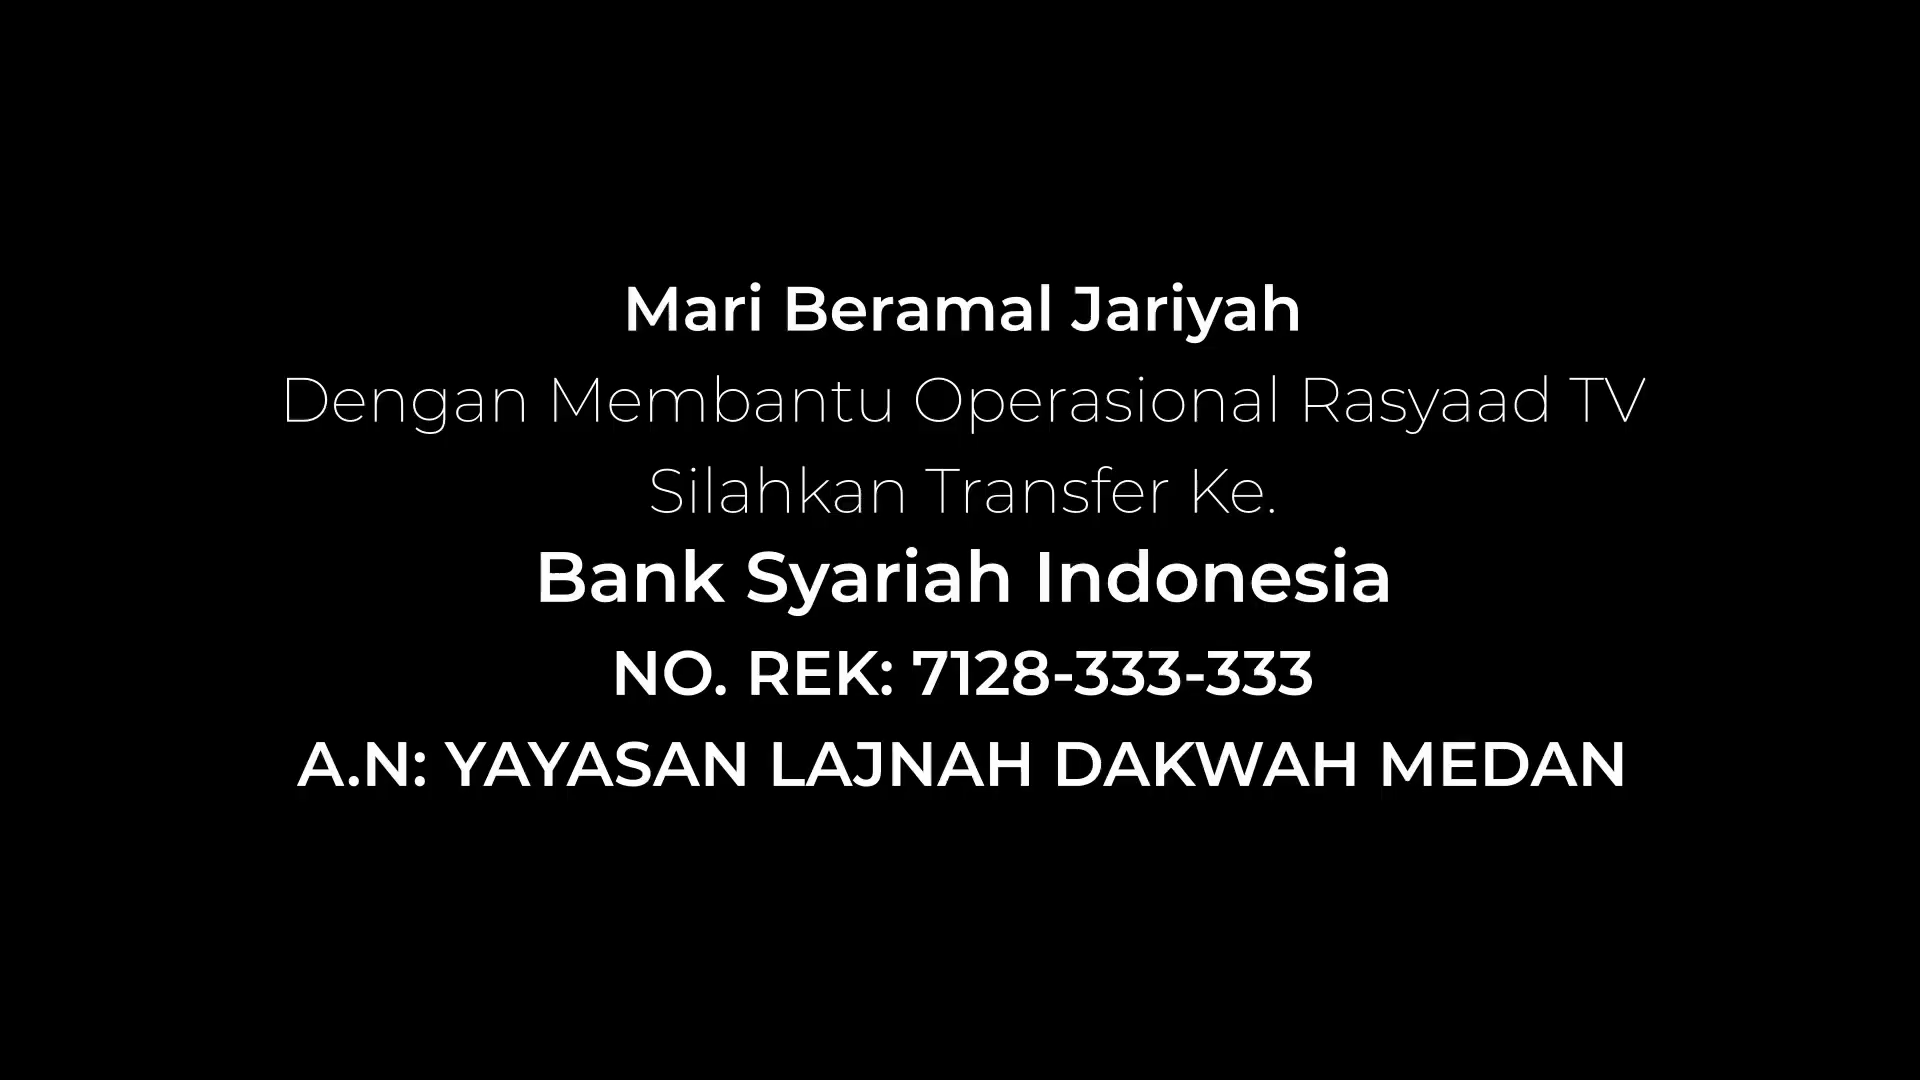 Mari Beramal Jariyah
Dengan Membantu Operasional Rasyaad TV
Silahkan Transfer Ke.
Bank Syariah Indonesia
NO. REK: 7128-333-333
A.N: YAYASAN LAJNAH DAKWAH MEDAN